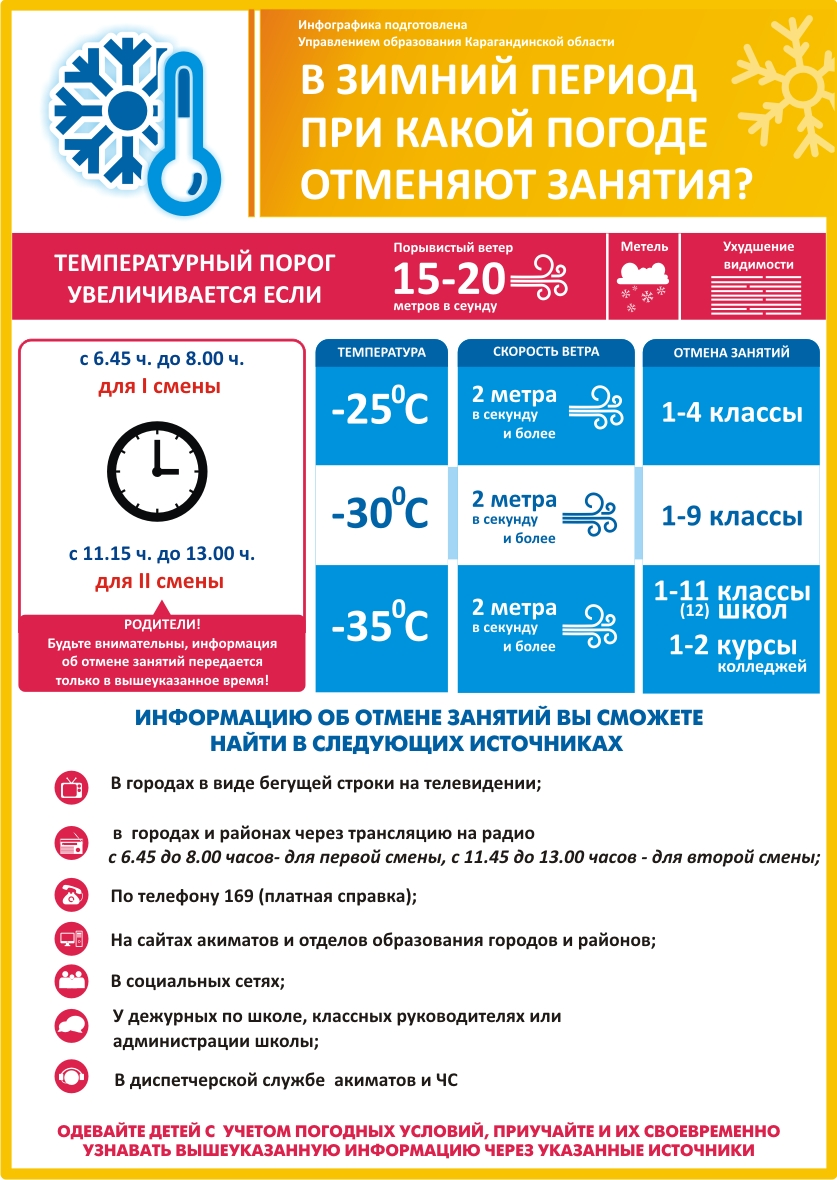 Инфографика подготовлена
Управлением образования Карагандинской области
В ЗИМНИЙ ПЕРИОД
ПРИ КАКОЙ ПОГОДЕ
ОТМЕНЯЮТ ЗАНЯТИЯ?
ТЕМПЕРАТУРНЫЙ ПОРОГ
УВЕЛИЧИВАЕТСЯ ЕСЛИ
Порывистый ветер
15-20
метров в сеунду
Метель
Ухудшение
видимости
с 6.45 ч. до 8.00 ч.
для I смены
с 11.15 ч. до 13.00 ч.
для II смены
РОДИТЕЛИ!
Будьте внимательны, информация
об отмене занятий передается
только в вышеуказанное время!
ТЕМПЕРАТУРА
СКОРОСТЬ ВЕТРА
ОТМЕНА ЗАНЯТИЙ
-25⁰С
2 метра
в секунду
и более
1-4 классы
-30⁰С
2 метра
в секунду
и более
1-9 классы
-35⁰С
2 метра
в секунду
и более
1-11 классы
(12) школ
1-2 курсы
колледжей
ИНФОРМАЦИЮ ОБ ОТМЕНЕ ЗАНЯТИЙ ВЫ СМОЖЕТЕ
НАЙТИ В СЛЕДУЮЩИХ ИСТОЧНИКАХ
В городах в виде бегущей строки на телевидении;
в городах и районах через трансляцию на радио
с 6.45 до 8.00 часов- для первой смены, с 11.45 до 13.00 часов - для второй смены;
По телефону 169 (платная справка);
На сайтах акиматов и отделов образования городов и районов;
В социальных сетях;
У дежурных по школе, классных руководителях или
администрации школы;
В диспетчерской службе акиматов и ЧС
ОДЕВАЙТЕ ДЕТЕЙ С УЧЕТОМ ПОГОДНЫХ УСЛОВИЙ, ПРИУЧАЙТЕ И ИХ СВОЕВРЕМЕННО
УЗНАВАТЬ ВЫШЕУКАЗАННУЮ ИНФОРМАЦИЮ ЧЕРЕЗ УКАЗАННЫЕ ИСТОЧНИКИ